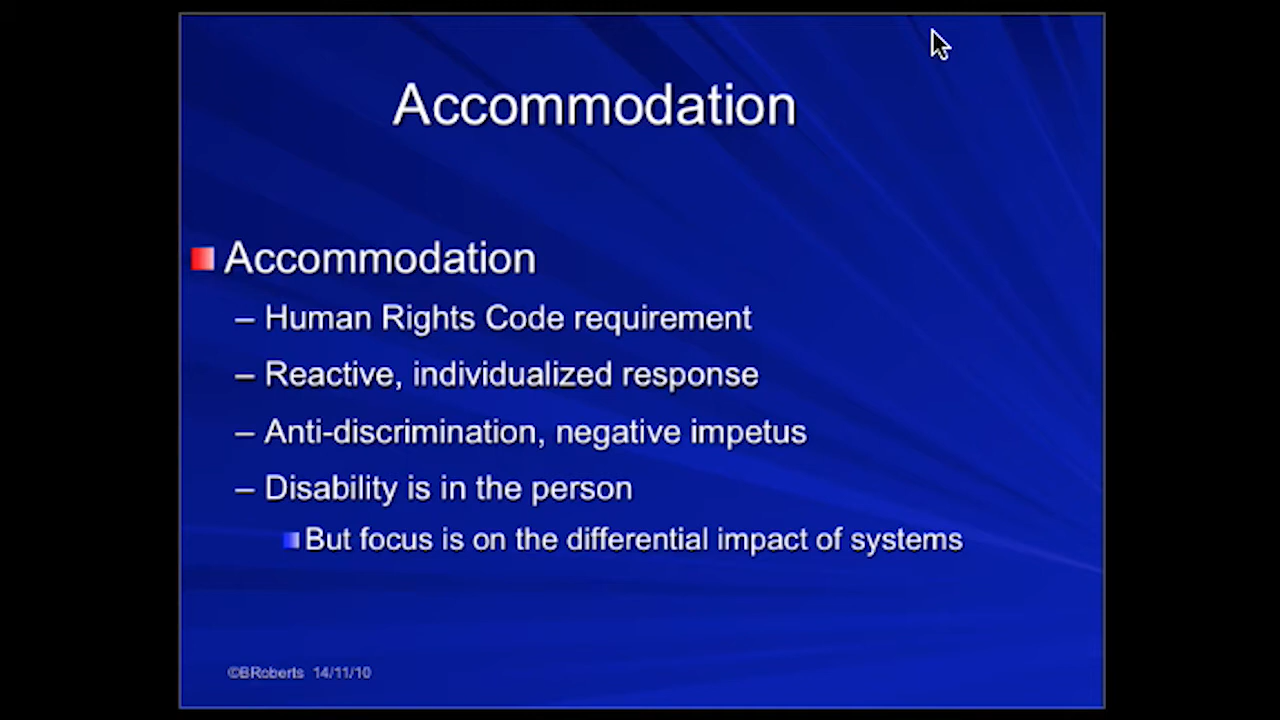 Accommodation
Accommodation
– Human Rights Code requirement
– Reactive, individualized response
– Anti-discrimination, negative impetus
– Disability is in the person
But focus is on the differential impact of systems
©BRoberts 14/11/10